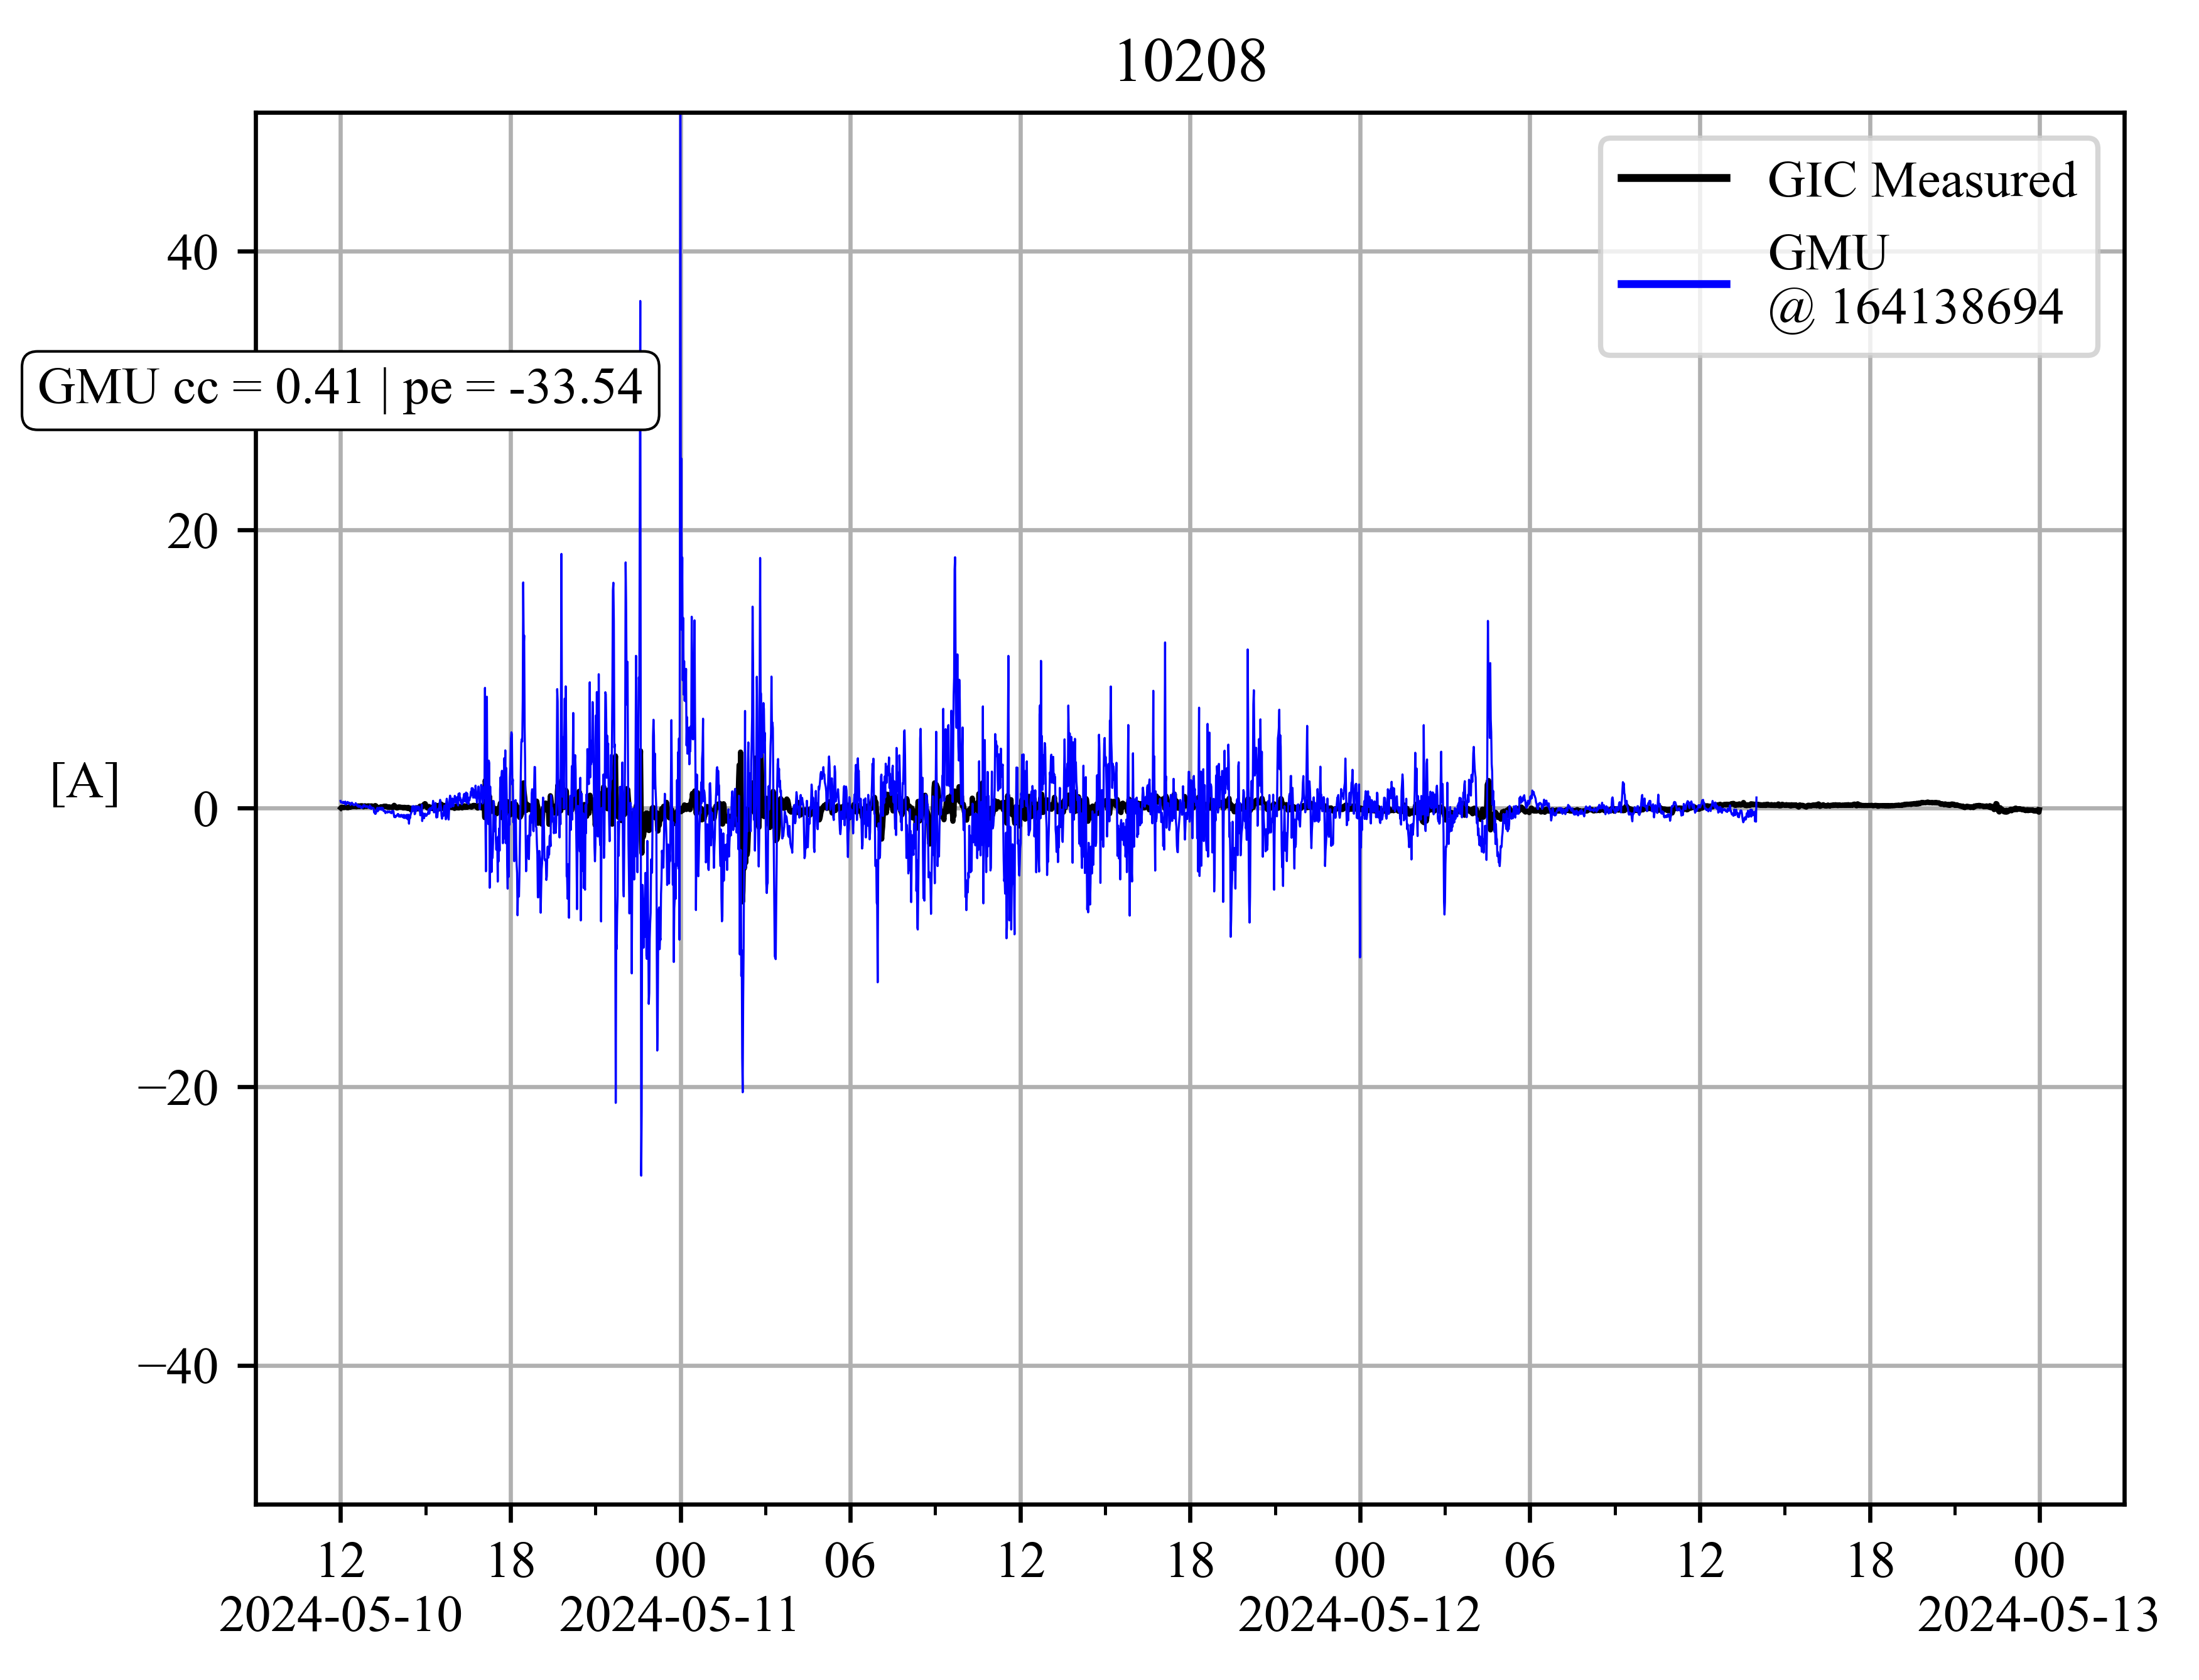 10208
GIC Measured
GMU
@ 164138694
GMU cc = 0.41 | pe = -33.54
[A]
40
20
0
−20
−40
12 18 00 06 12 18 00 06 12 18 00
2024-05-10 2024-05-11 2024-05-12 2024-05-13